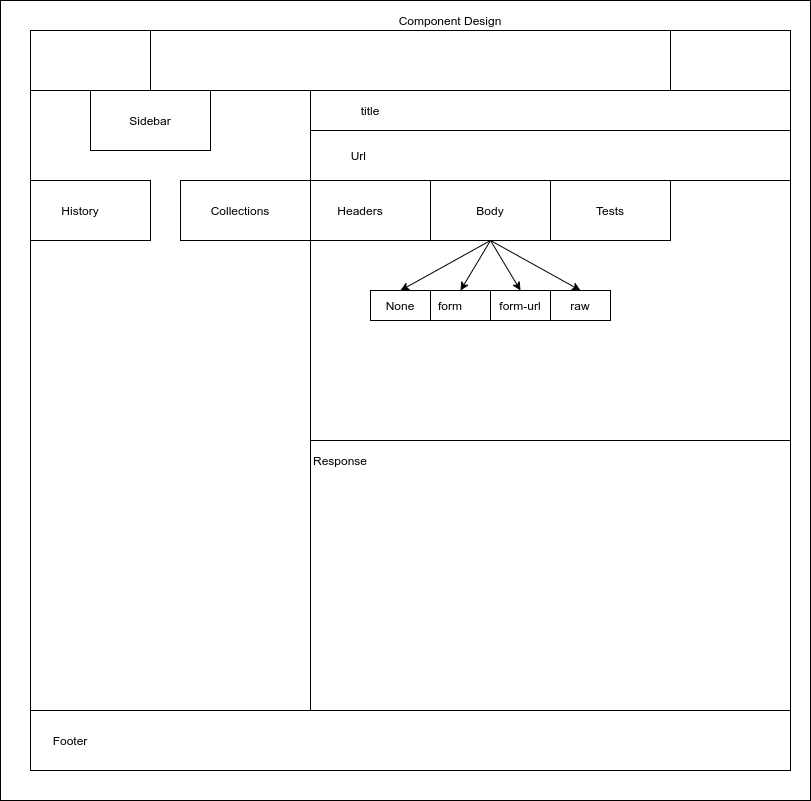 Component Design
title
Sidebar
Url
History
Collections
Headers
Body
Tests
None
form
form-url
raw
Response
Footer